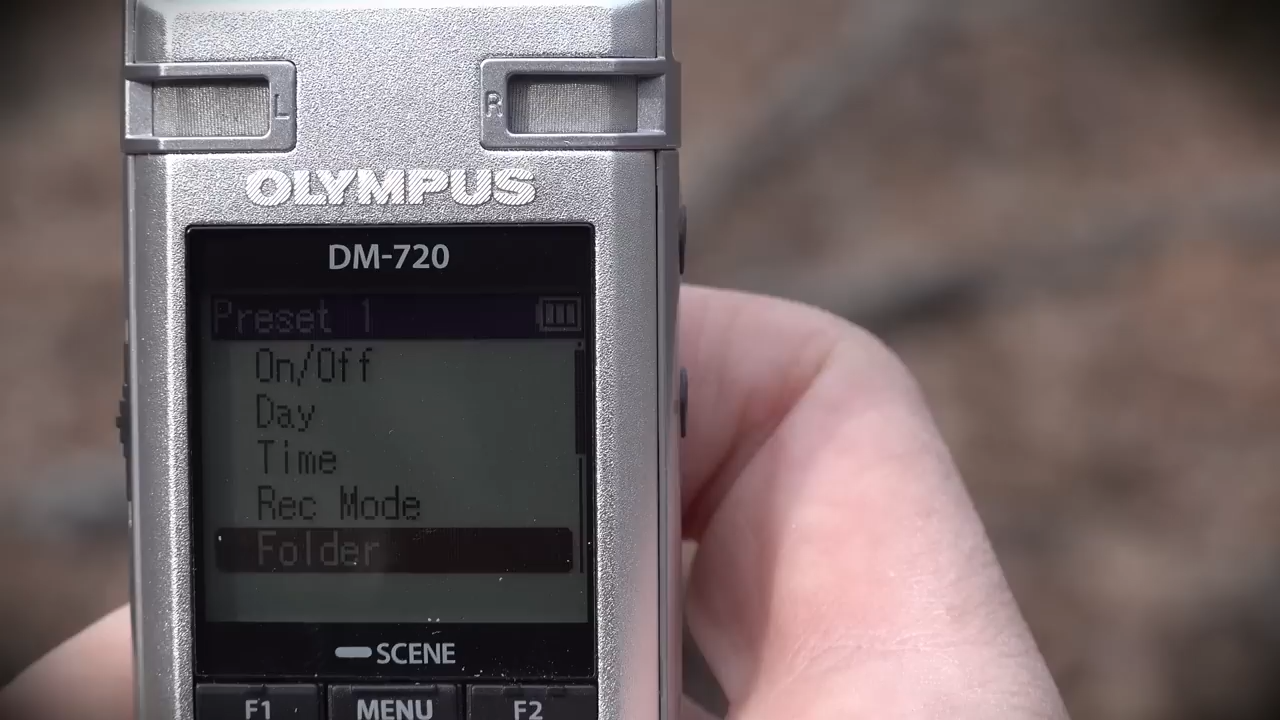 L R
OLYMPUS
DM-720
Preset 1
On/Off
Day
Time
Rec Mode
Folder
SCENE
F1 MENU F2